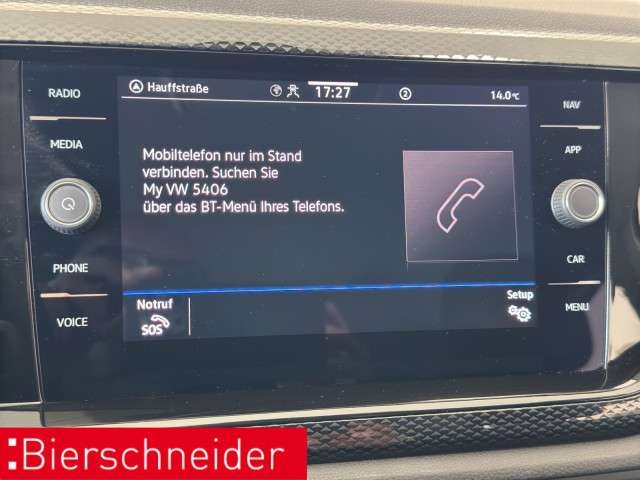 RADIO
MEDIA
PHONE
VOICE
Hauffstraße
17:27
2
14.0°C
Mobiltelefon nur im Stand
verbinden. Suchen Sie
My VW 5406
über das BT-Menü Ihres Telefons.
Notruf
SOS
Setup
NAV
APP
CAR
MENU
Bierschneider